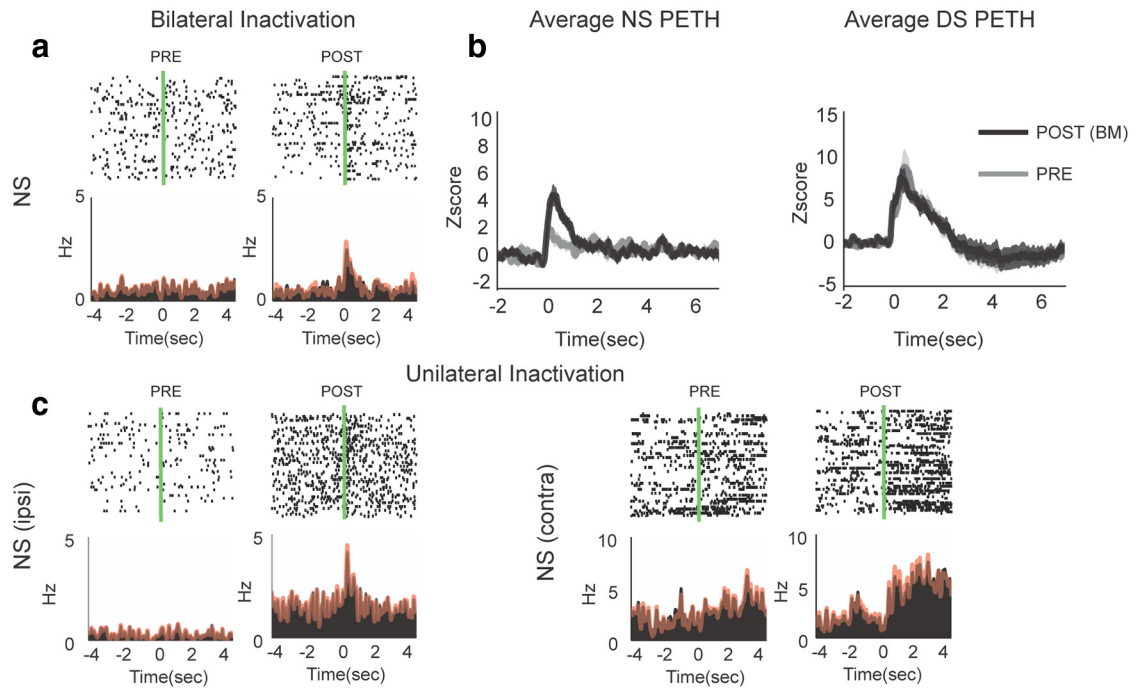 Bilateral Inactivation
Average NS PETH
Average DS PETH
a
PRE
POST
NS
5
Hz
0
-4 -2 0 2 4
Time(sec)
5
Hz
0
-4 -2 0 2 4
Time(sec)
b
Zscore
10
8
6
4
2
0
-2
-2 0 2 4 6
Time(sec)
Zscore
15
10
5
0
-5
-2 0 2 4 6
Time(sec)
POST (BM)
PRE
Unilateral Inactivation
c
PRE
POST
NS (ipsi)
5
Hz
0
-4 -2 0 2 4
Time(sec)
5
Hz
0
-4 -2 0 2 4
Time(sec)
PRE
POST
NS (contra)
10
5
Hz
0
-4 -2 0 2 4
Time(sec)
10
5
Hz
0
-4 -2 0 2 4
Time(sec)